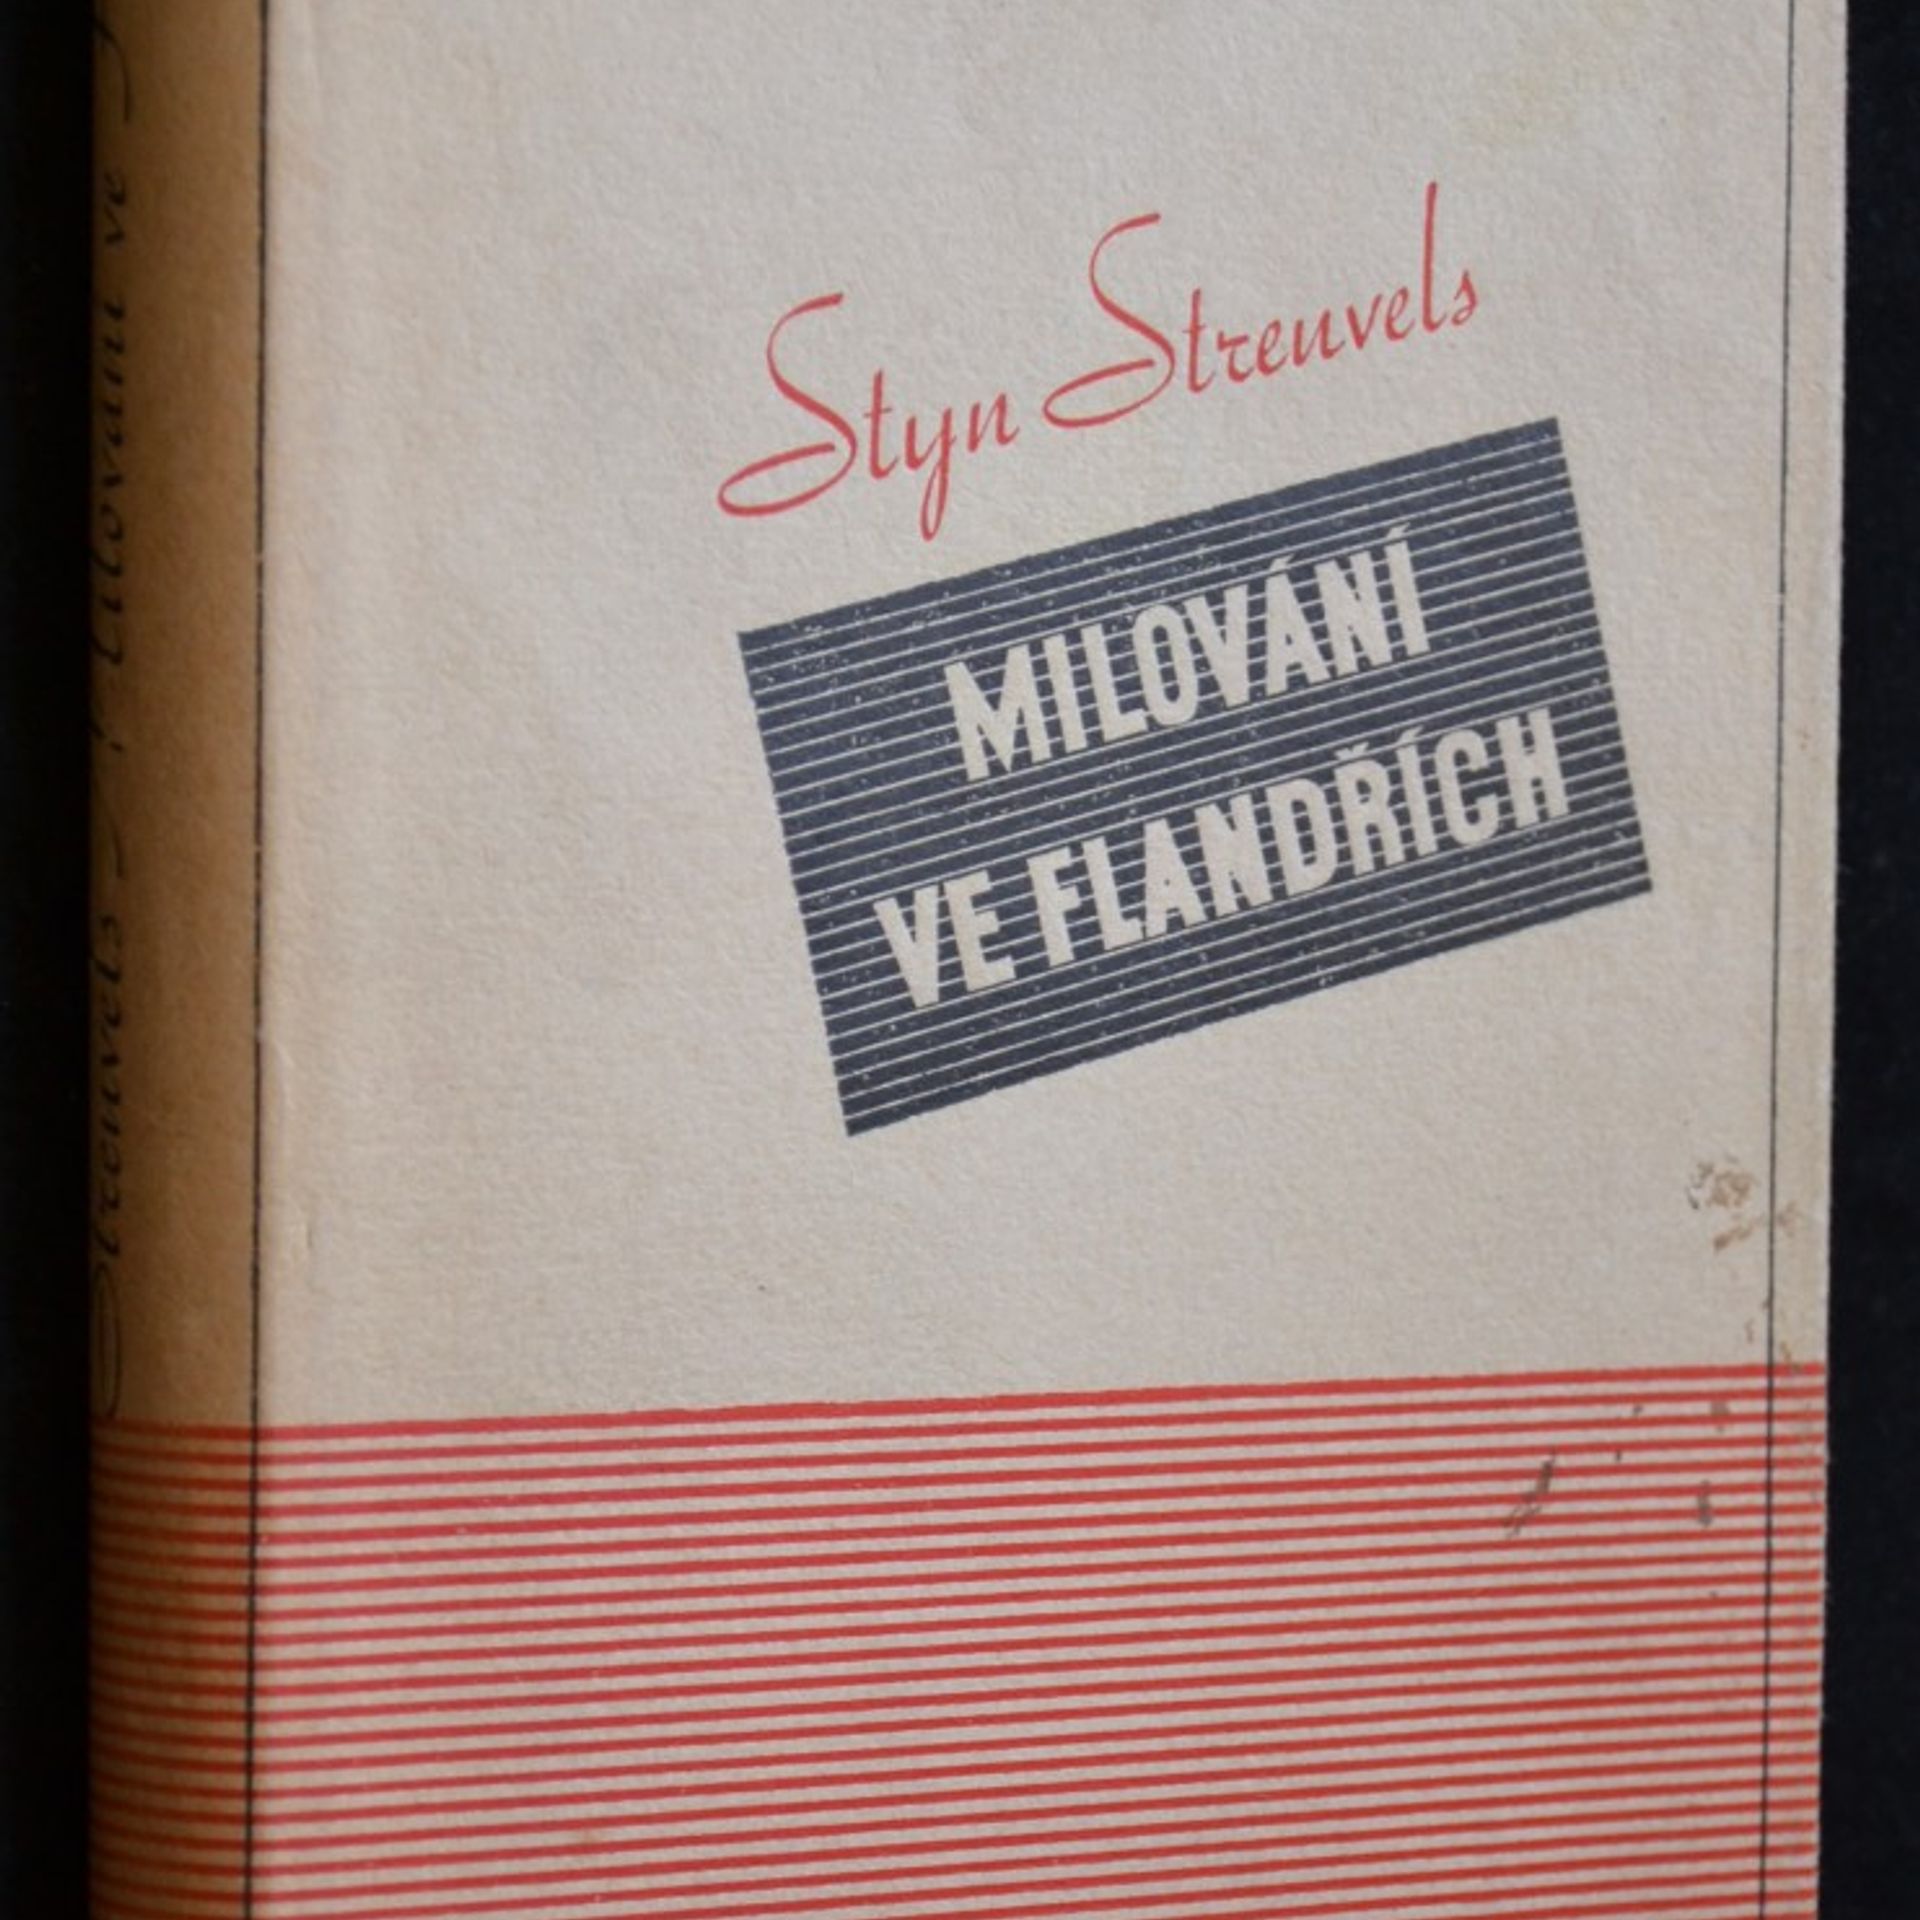 Styn Streuvels
MILOVÁNÍ
VE FLANDŘÍCH
Streuvels / Milování ve